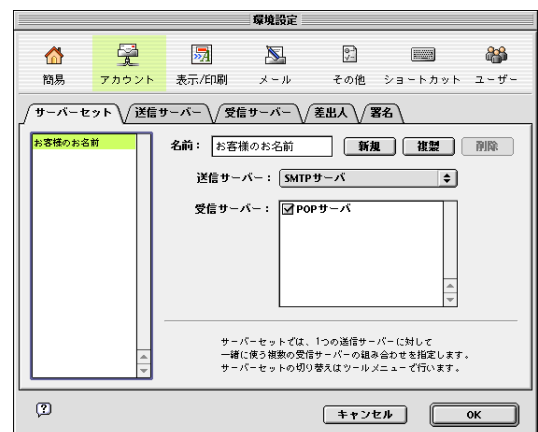 環境設定
簡易 アカウント 表示/印刷 メール その他 ショートカット ユーザー
サーバーセット 送信サーバー 受信サーバー 差出人 署名
お客様のお名前
名前： お客様のお名前 新規 複製 削除
送信サーバー： SMTPサーバ
受信サーバー： POPサーバ
サーバーセットでは、1つの送信サーバーに対して
一緒に使う複数の受信サーバーの組み合わせを指定します。
サーバーセットの切り替えはツールメニューで行います。
キャンセル OK